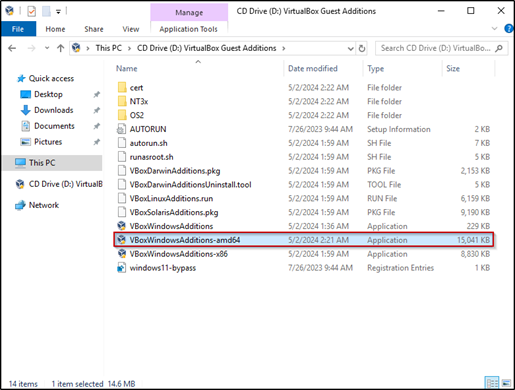 Manage
CD Drive (D:) VirtualBox Guest Additions
File Home Share View Application Tools
This PC CD Drive (D:) VirtualBox Guest Additions Search CD Drive (D:) VirtualBo...
Name Date modified Type Size
Quick access
Desktop
Downloads
Documents
Pictures
This PC
CD Drive (D:) VirtualB
Network
cert 5/2/2024 2:22 AM File folder
NT3x 5/2/2024 2:22 AM File folder
OS2 5/2/2024 2:22 AM File folder
AUTORUN 7/26/2023 9:44 AM Setup Information 2 KB
autorun.sh 5/2/2024 1:59 AM SH File 7 KB
runasroot.sh 5/2/2024 1:59 AM SH File 5 KB
VBoxDarwinAdditions.pkg 5/2/2024 1:59 AM PKG File 2,153 KB
VBoxDarwinAdditionsUninstall.tool 5/2/2024 1:59 AM TOOL File 5 KB
VBoxLinuxAdditions.run 5/2/2024 1:59 AM RUN File 6,159 KB
VBoxSolarisAdditions.pkg 5/2/2024 1:59 AM PKG File 9,190 KB
VBoxWindowsAdditions 5/2/2024 1:36 AM Application 229 KB
VBoxWindowsAdditions-amd64 5/2/2024 2:21 AM Application 15,041 KB
VBoxWindowsAdditions-x86 5/2/2024 1:59 AM Application 8,830 KB
windows11-bypass 7/26/2023 9:44 AM Registration Entries 1 KB
14 items 1 item selected 14.6 MB